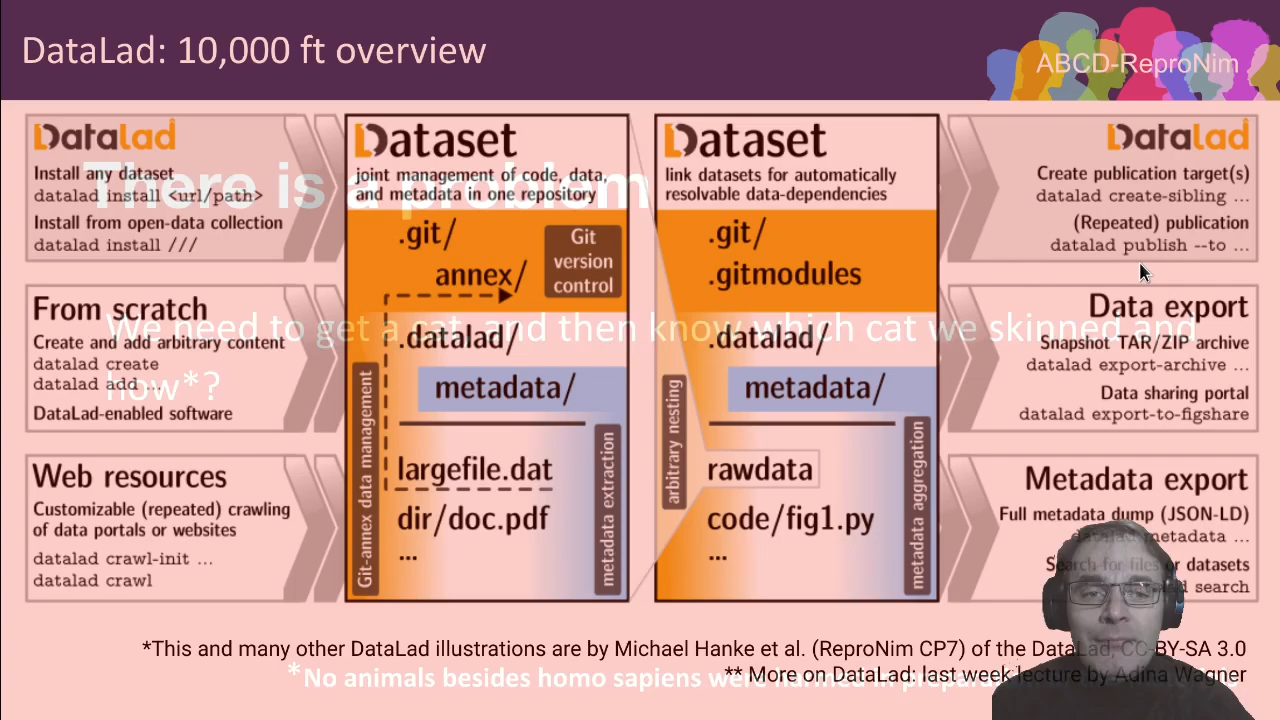 DataLad: 10,000 ft overview
ABCD-ReproNim
DataLad
Install any dataset
datalad install <url/path>
Install from open-data collection
datalad install ///
From scratch
Create and add arbitrary content
datalad create
datalad add ...
DataLad-enabled software
Web resources
Customizable (repeated) crawling
of data portals or websites
datalad crawl-init ...
datalad crawl
Dataset
joint management of code, data,
and metadata in one repository
.git/
annex/
Git
version
control
.datalad/
metadata/
largefile.dat
dir/doc.pdf
...
Git-annex data management
metadata extraction
Dataset
link datasets for automatically
resolvable data-dependencies
.git/
.gitmodules
.datalad/
metadata/
rawdata
code/fig1.py
...
arbitrary nesting
metadata aggregation
DataLad
Create publication target(s)
datalad create-sibling ...
(Repeated) publication
datalad publish --to ...
Data export
Snapshot TAR/ZIP archive
datalad export-archive ...
Data sharing portal
datalad export-to-figshare
Metadata export
Full metadata dump (JSON-LD)
datalad metadata ...
Search for files or datasets
datalad search
There is a problem
We need to get a cat, and then know which cat we skinned and
how*?
*This and many other DataLad illustrations are by Michael Hanke et al. (ReproNim CP7) of the DataLad, CC-BY-SA 3.0
** More on DataLad: last week lecture by Adina Wagner
*No animals besides homo sapiens were harmed in